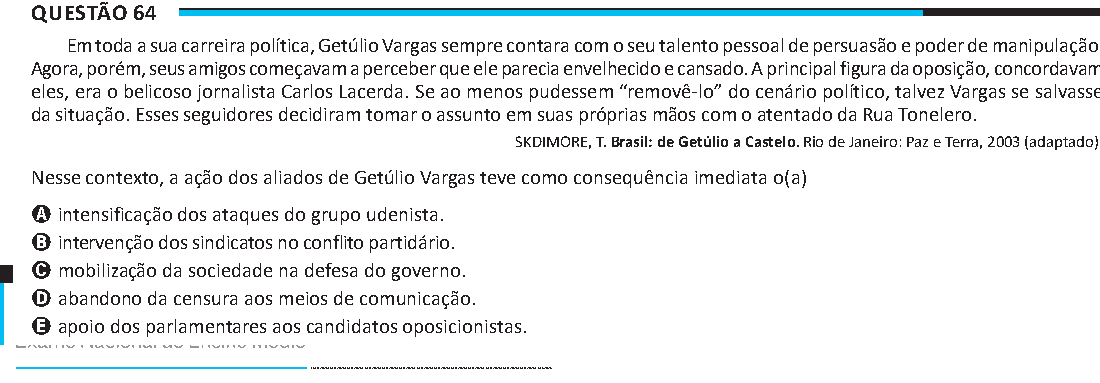 QUESTÃO 64
Em toda a sua carreira política, Getúlio Vargas sempre contara com o seu talento pessoal de persuasão e poder de manipulação
Agora, porém, seus amigos começavam a perceber que ele parecia envelhecido e cansado. A principal figura da oposição, concordavam
eles, era o belicoso jornalista Carlos Lacerda. Se ao menos pudessem “removê-lo” do cenário político, talvez Vargas se salvasse
da situação. Esses seguidores decidiram tomar o assunto em suas próprias mãos com o atentado da Rua Tonelero.
SKDIMORE, T. Brasil: de Getúlio a Castelo. Rio de Janeiro: Paz e Terra, 2003 (adaptado)
Nesse contexto, a ação dos aliados de Getúlio Vargas teve como consequência imediata o(a)
A intensificação dos ataques do grupo udenista.
B intervenção dos sindicatos no conflito partidário.
C mobilização da sociedade na defesa do governo.
D abandono da censura aos meios de comunicação.
E apoio dos parlamentares aos candidatos oposicionistas.
Exame Nacional do Ensino Médio